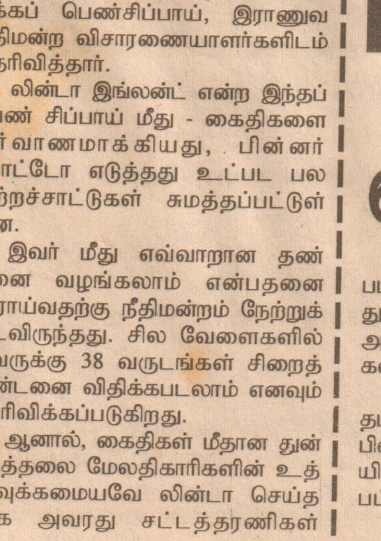 க்கப் பெண்சிப்பாய், இராணுவ
திமன்ற விசாரணையாளர்களிடம்
தரிவித்தார்.
லின்டா இங்லன்ட் என்ற இந்தப்
பண் சிப்பாய் மீது - கைதிகளை
ர்வாணமாக்கியது, பின்னர்
ாட்டோ எடுத்தது உட்பட பல
ற்றச்சாட்டுகள் சுமத்தப்பட்டுள்
ன.
இவர் மீது எவ்வாறான தண்
னை வழங்கலாம் என்பதனை
ராய்வதற்கு நீதிமன்றம் நேற்றுக்
டவிருந்தது. சில வேளைகளில்
வருக்கு 38 வருடங்கள் சிறைத்
ண்டனை விதிக்கபடலாம் எனவும்
ரிவிக்கப்படுகிறது.
ஆனால், கைதிகள் மீதான துன்
த்தலை மேலதிகாரிகளின் உத்
வுக்கமையவே லின்டா செய்த
க அவரது சட்டத்தரணிகள்